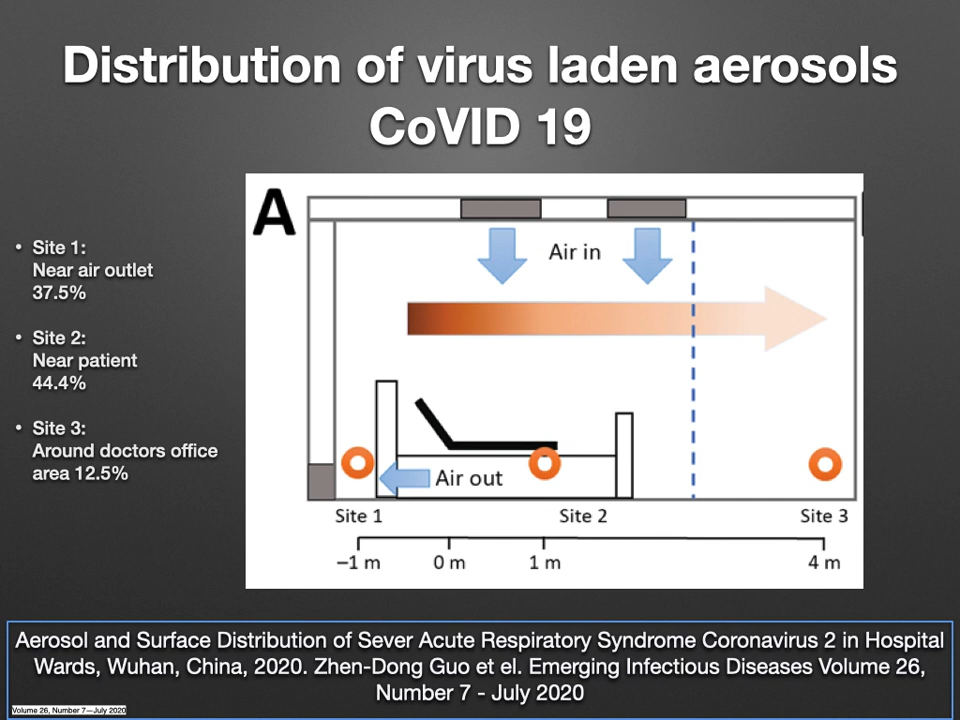 Distribution of virus laden aerosols
CoVID 19
• Site 1:
Near air outlet
37.5%
• Site 2:
Near patient
44.4%
• Site 3:
Around doctors office
area 12.5%
A
Air in
Air out
Site 1
Site 2
Site 3
–1 m
0 m
1 m
4 m
Aerosol and Surface Distribution of Sever Acute Respiratory Syndrome Coronavirus 2 in Hospital
Wards, Wuhan, China, 2020. Zhen-Dong Guo et el. Emerging Infectious Diseases Volume 26,
Number 7 - July 2020
Volume 26, Number 7—July 2020